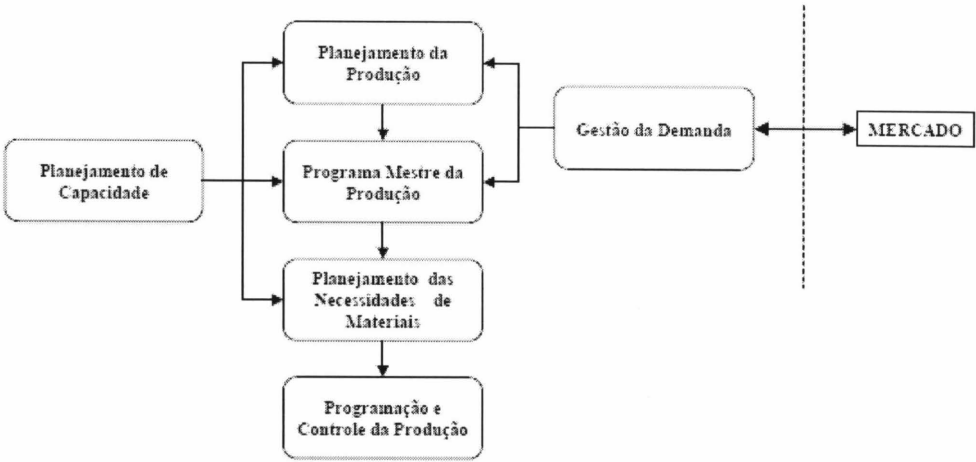 Planejamento da
Produção
Gestão da Demanda
MERCADO
Planejamento de
Capacidade
Programa Mestre da
Produção
Planejamento das
Necessidades de
Materiais
Programação e
Controle da Produção